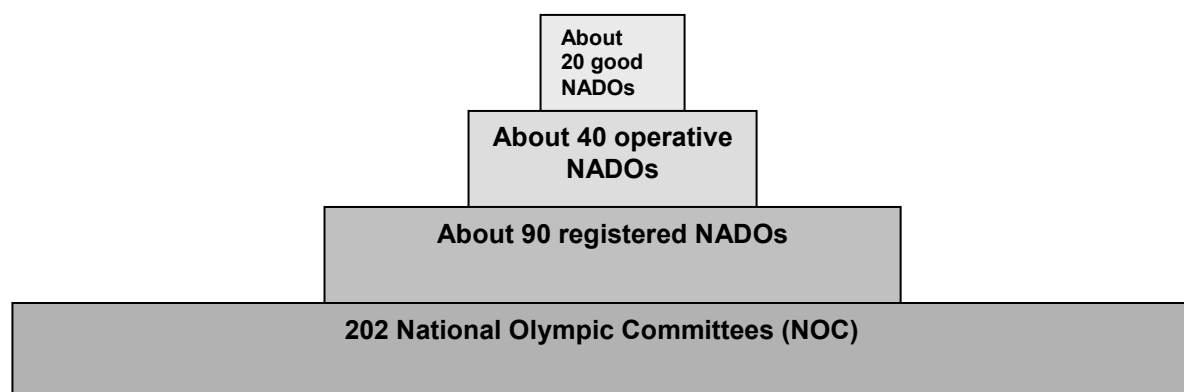 About
20 good
NADOs
About 40 operative
NADOs
About 90 registered NADOs
202 National Olympic Committees (NOC)